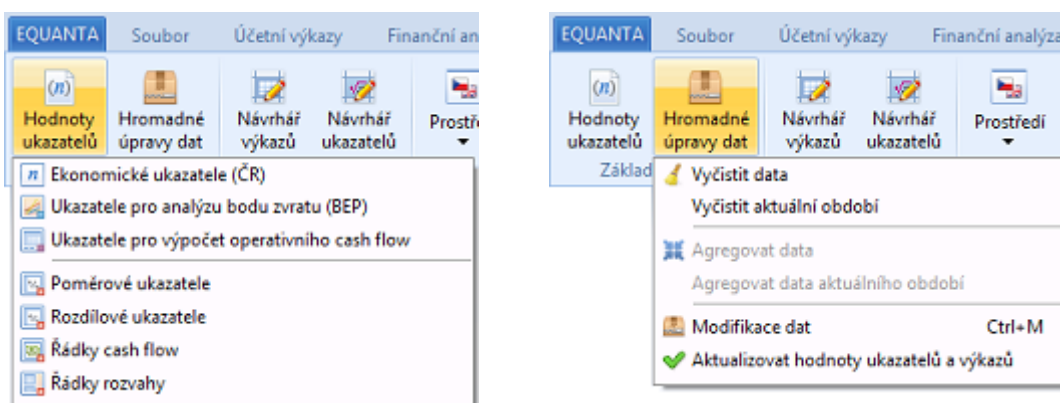 EQUANTA Soubor Účetní výkazy Finanční an
Hodnoty ukazatelů
Hromadné úpravy dat
Návrhář výkazů
Návrhář ukazatelů
Prostř
Ekonomické ukazatele (ČR)
Ukazatele pro analýzu bodu zvratu (BEP)
Ukazatele pro výpočet operativního cash flow
Poměrové ukazatele
Rozdílové ukazatele
Řádky cash flow
Řádky rozvahy
EQUANTA Soubor Účetní výkazy Finanční analýza
Hodnoty ukazatelů
Hromadné úpravy dat
Návrhář výkazů
Návrhář ukazatelů
Prostředí
Základ
Vyčistit data
Vyčistit aktuální období
Agregovat data
Agregovat data aktuálního období
Modifikace dat Ctrl+M
Aktualizovat hodnoty ukazatelů a výkazů